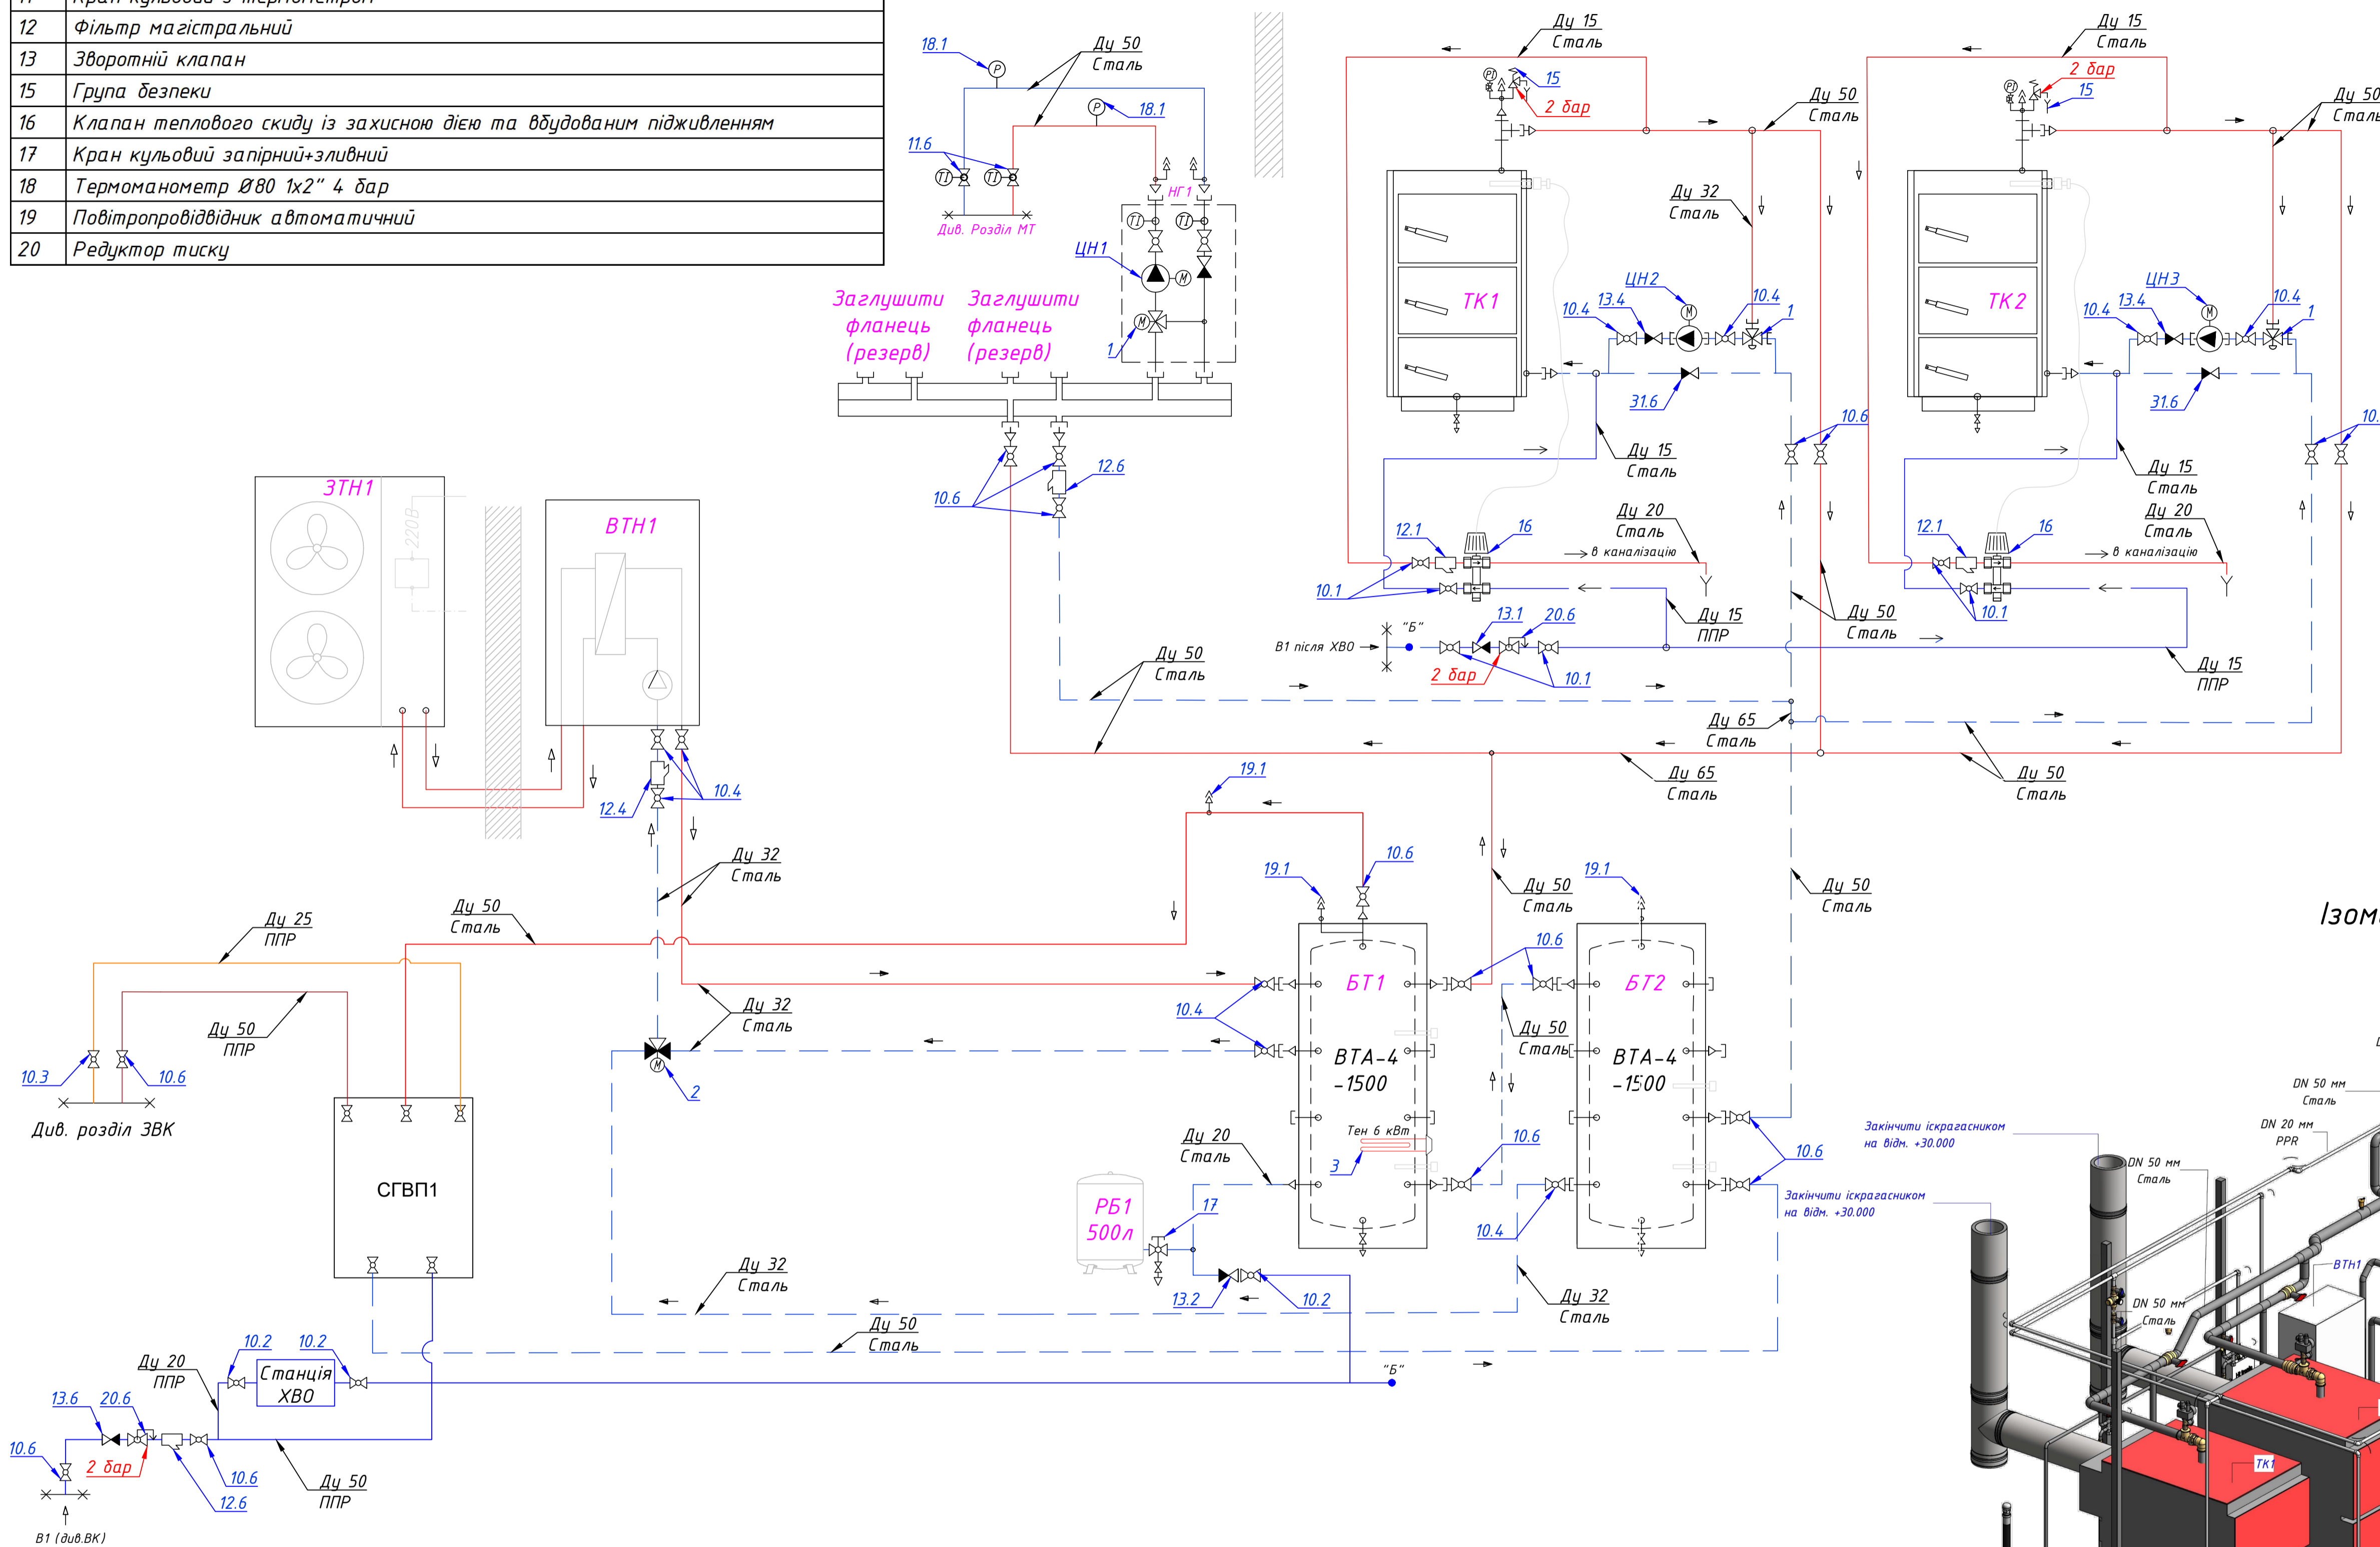 12 Фільтр магістральний
13 Зворотній клапан
15 Група безпеки
16 Клапан теплового скиду із захисною дією та вбудованим підживленням
17 Кран кульовий запірний+зливний
18 Термоманометр Ø80 1х2" 4 бар
19 Повітропровідвідник автоматичний
20 Редуктор тиску
18.1
Ду 50
Сталь
18.1
11.6
TI
TI
P
P
Див. Розділ МТ
НГ1
TI
TI
ЦН1
M
M
1
Заглушити
фланець
(резерв)
Заглушити
фланець
(резерв)
10.6
12.6
Ду 15
Сталь
PI
15
2 бар
Ду 50
Сталь
Ду 32
Сталь
ТК1
ЦН2
M
10.4
13.4
10.4
1
31.6
10.6
Ду 15
Сталь
Ду 20
Сталь
12.1
16
в каналізацію
10.1
Ду 15
ППР
Ду 50
Сталь
Ду 15
Сталь
PI
2 бар
15
Ду 50
ТК2
ЦН3
M
10.4
13.4
10.4
1
31.6
Ду 15
Сталь
Ду 20
Сталь
12.1
16
в каналізацію
10.1
Ду 15
ППР
В1 після ХВО
"Б"
13.1
20.6
2 бар
10.1
Ду 50
Сталь
Ду 65
Сталь
Ду 65
Сталь
Ду 50
Сталь
ЗТН1
220В
ВТН1
12.4
10.4
Ду 32
Сталь
19.1
10.6
19.1
19.1
Ду 50
Сталь
Ду 50
Сталь
Ду 50
Сталь
Ду 25
ППР
Ду 50
ППР
10.3
10.6
Див. розділ ЗВК
СГВП1
Ду 32
Сталь
M
2
10.4
БТ1
ВТА-4
-1500
Тен 6 кВт
3
10.6
10.6
Ду 50
Сталь
БТ2
ВТА-4
-1500
10.6
10.4
Ду 20
Сталь
РБ1
500л
17
13.2
10.2
Ду 32
Сталь
Ду 32
Сталь
Ду 50
Сталь
"Б"
10.2
10.2
Станція
ХВО
Ду 20
ППР
13.6
20.6
10.6
2 бар
10.6
12.6
Ду 50
ППР
В1 (див.ВК)
DN 50 мм
Сталь
DN 20 мм
PPR
Закінчити іскрагасником
на відм. +30.000
DN 50 мм
Сталь
Закінчити іскрагасником
на відм. +30.000
ВТН1
DN 50 мм
Сталь
ТК1